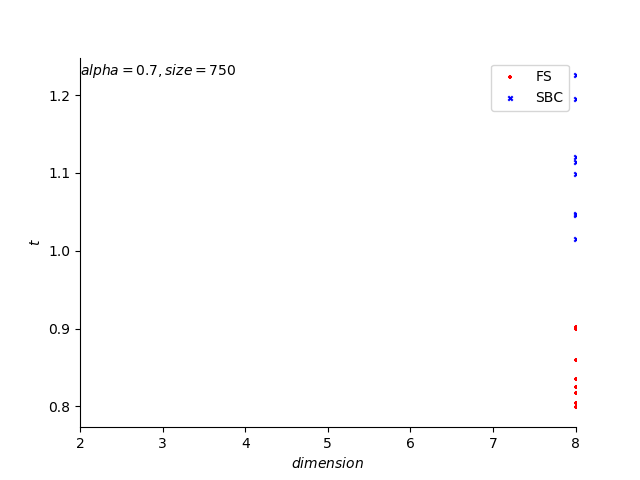 alpha = 0.7, size = 750
FS
SBC
1.2
1.1
1.0
0.9
0.8
t
2 3 4 5 6 7 8
dimension